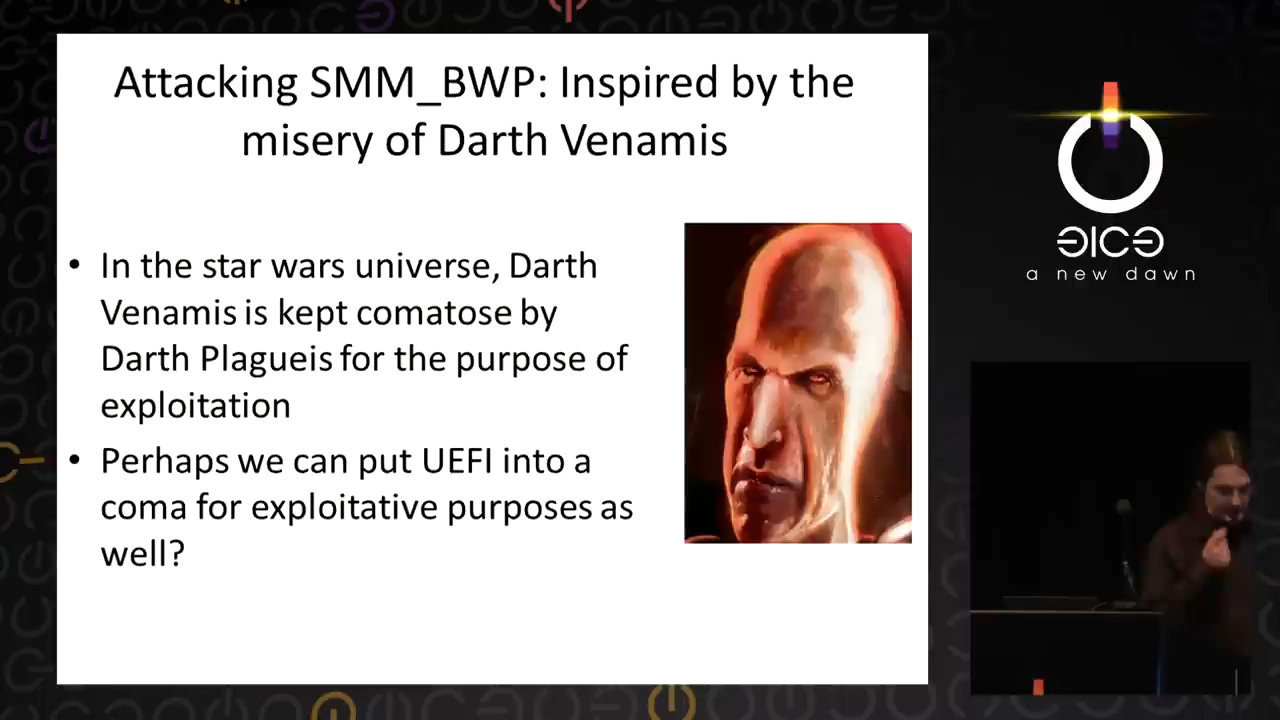 Attacking SMM_BWP: Inspired by the
misery of Darth Venamis
• In the star wars universe, Darth
Venamis is kept comatose by
Darth Plagueis for the purpose of
exploitation
• Perhaps we can put UEFI into a
coma for exploitative purposes as
well?
a new dawn